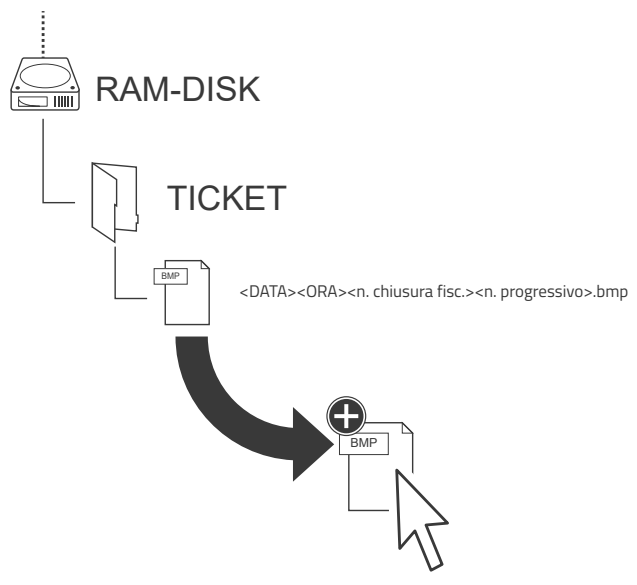 RAM-DISK
TICKET
BMP
<DATA><ORA><n. chiusura fisc.><n. progressivo>.bmp
BMP